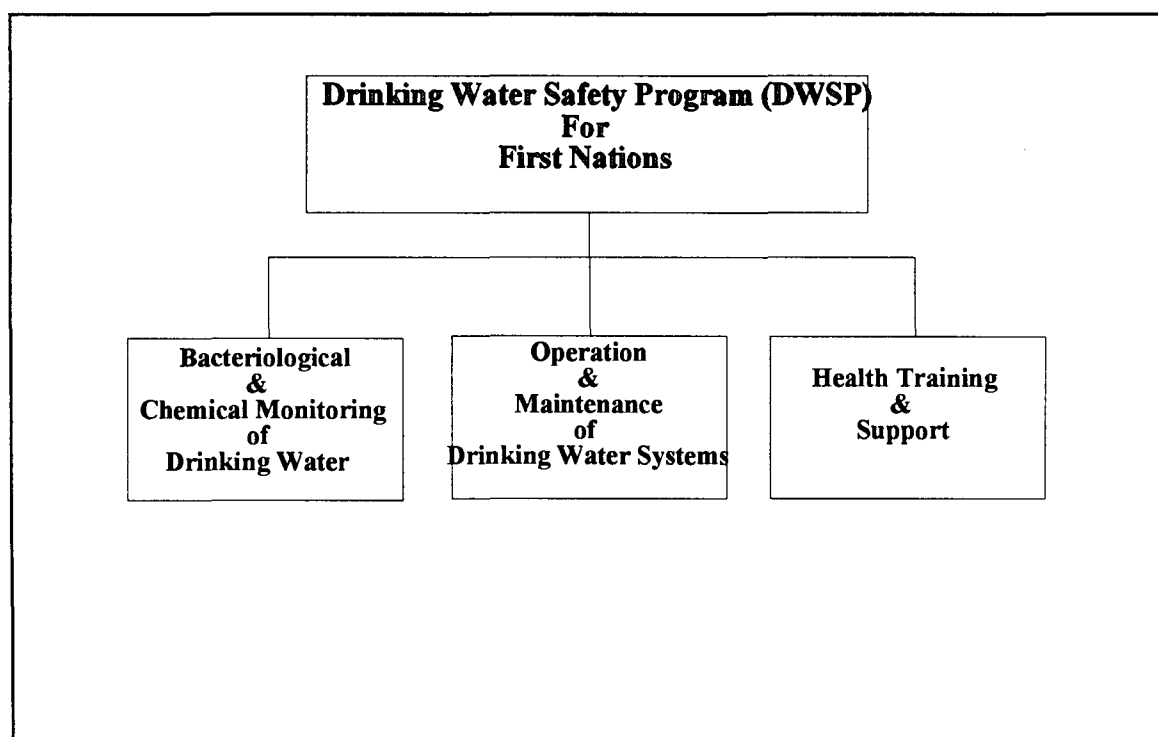 Drinking Water Safety Program (DWSP)
For
First Nations
Bacteriological
&
Chemical Monitoring
of
Drinking Water
Operation
&
Maintenance
of
Drinking Water Systems
Health Training
&
Support